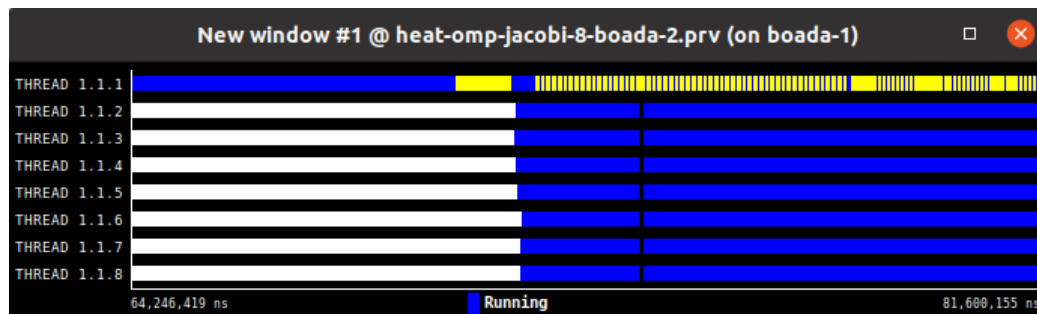 New window #1 @ heat-omp-jacobi-8-boada-2.prv (on boada-1)
THREAD 1.1.1
THREAD 1.1.2
THREAD 1.1.3
THREAD 1.1.4
THREAD 1.1.5
THREAD 1.1.6
THREAD 1.1.7
THREAD 1.1.8
64,246,419 ns
Running
81,600,155 ns